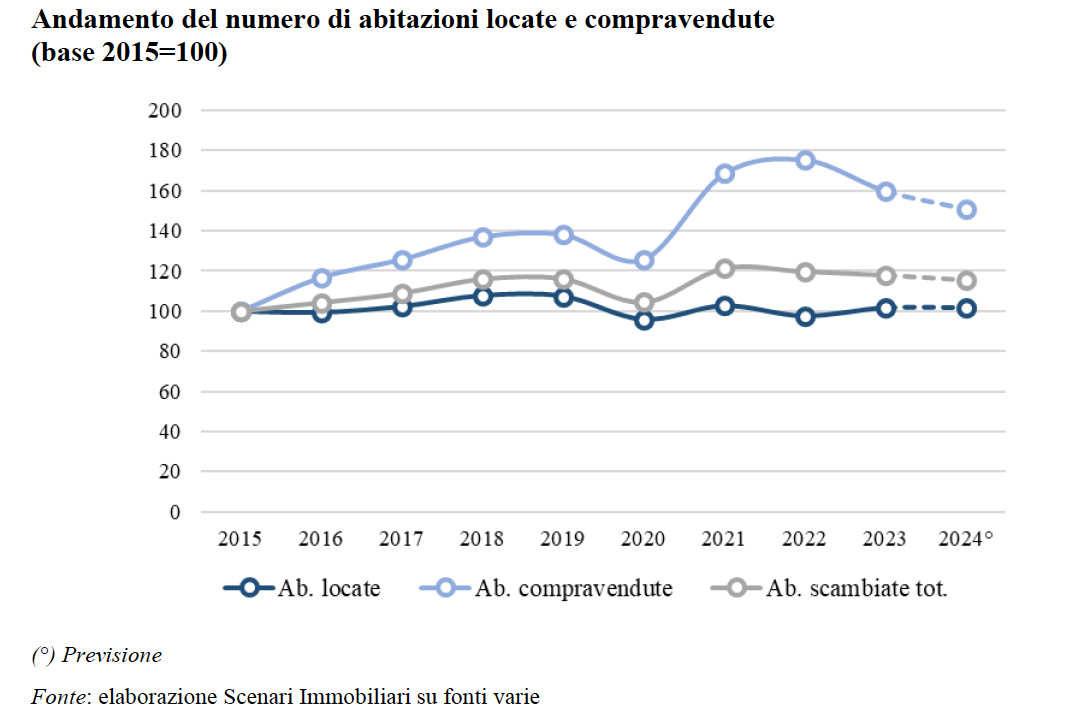 Andamento del numero di abitazioni locate e compravendute
(base 2015=100)
200
180
160
140
120
100
80
60
40
20
0
2015 2016 2017 2018 2019 2020 2021 2022 2023 2024°
Ab. locate Ab. compravendute Ab. scambiate tot.
(°) Previsione
Fonte: elaborazione Scenari Immobiliari su fonti varie